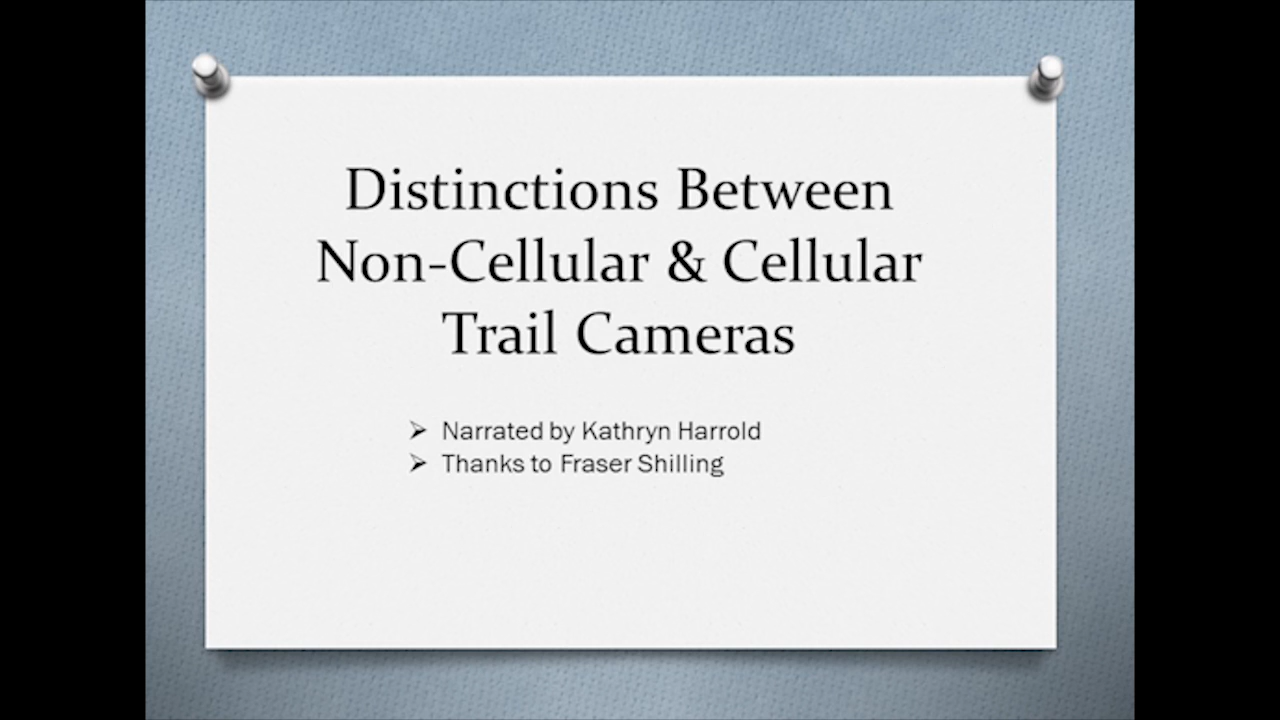 Distinctions Between
Non-Cellular & Cellular
Trail Cameras
➢ Narrated by Kathryn Harrold
➢ Thanks to Fraser Shilling